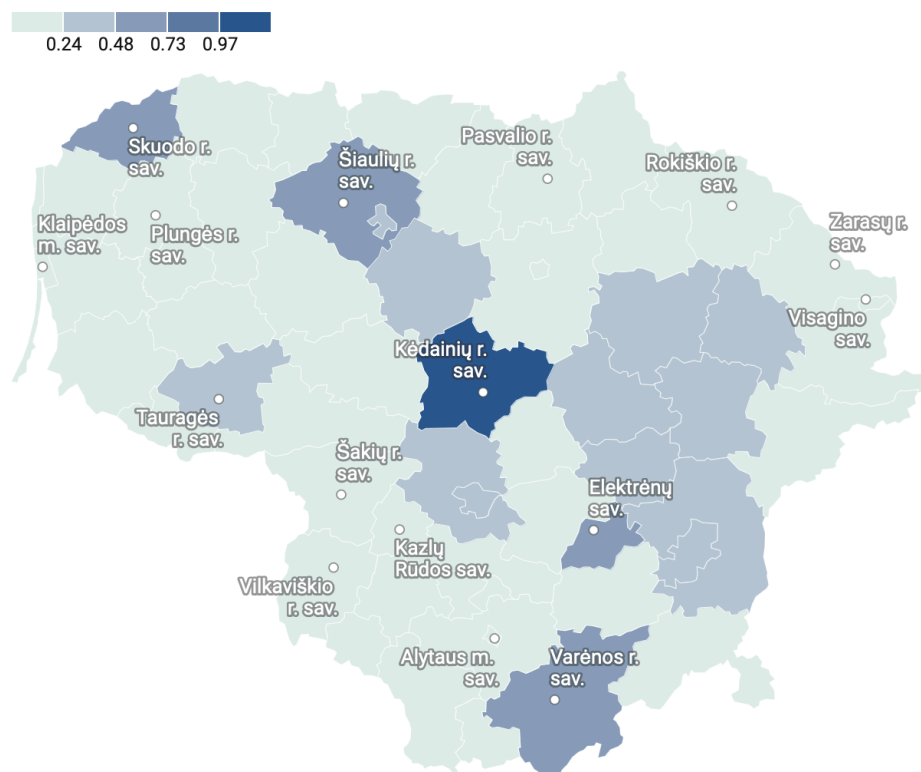 0.24 0.48 0.73 0.97
Skuodo r.
sav.
Šiaulių r.
sav.
Pasvalio r.
sav.
Rokiškio r.
sav.
Klaipėdos
m. sav.
Plungės r.
sav.
Zarasų r.
sav.
Visagino
sav.
Kėdainių r.
sav.
Tauragės
r. sav.
Šakių r.
sav.
Elektrėnų
sav.
Kazlų
Rūdos sav.
Vilkaviškio
r. sav.
Alytaus m.
sav.
Varėnos r.
sav.